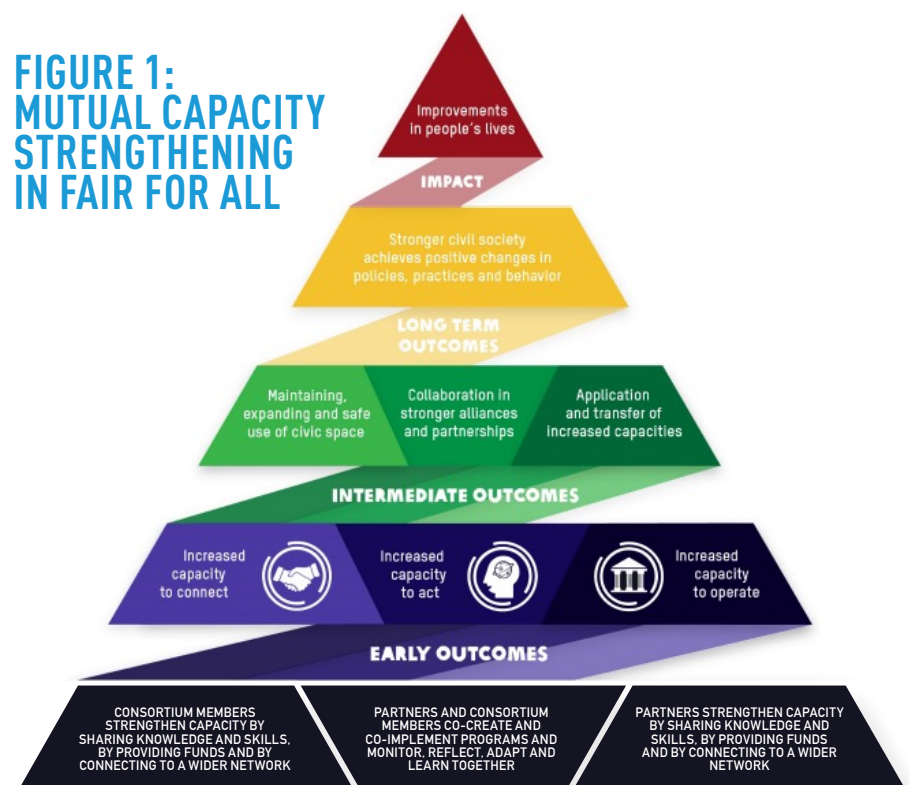 FIGURE 1:
MUTUAL CAPACITY
STRENGTHENING
IN FAIR FOR ALL
Improvements
in people's lives
IMPACT
Stronger civil society
achieves positive changes in
policies, practices and behavior
LONG TERM
OUTCOMES
Maintaining,
expanding and safe
use of civic space
Collaboration in
stronger alliances
and partnerships
Application
and transfer of
increased capacities
INTERMEDIATE OUTCOMES
Increased
capacity
to connect
Increased
capacity
to act
Increased
capacity
to operate
EARLY OUTCOMES
CONSORTIUM MEMBERS
STRENGTHEN CAPACITY BY
SHARING KNOWLEDGE AND SKILLS,
BY PROVIDING FUNDS AND BY
CONNECTING TO A WIDER NETWORK
PARTNERS AND CONSORTIUM
MEMBERS CO-CREATE AND
CO-IMPLEMENT PROGRAMS AND
MONITOR, REFLECT, ADAPT AND
LEARN TOGETHER
PARTNERS STRENGTHEN CAPACITY
BY SHARING KNOWLEDGE AND
SKILLS, BY PROVIDING FUNDS
AND BY CONNECTING TO A WIDER
NETWORK